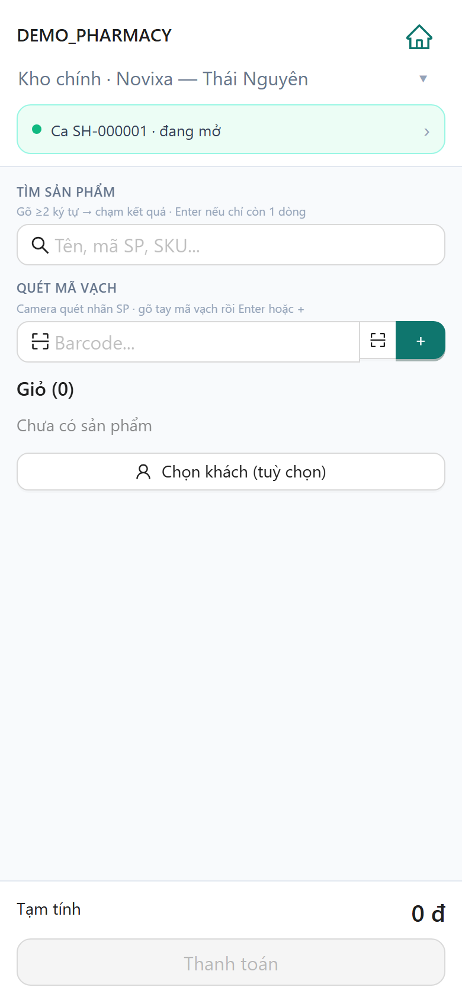 DEMO_PHARMACY
Kho chính · Novixa — Thái Nguyên ▼
Ca SH-000001 · đang mở ›
TÌM SẢN PHẨM
Gõ ≥2 ký tự → chạm kết quả · Enter nếu chỉ còn 1 dòng
Tên, mã SP, SKU...
QUÉT MÃ VẠCH
Camera quét nhãn SP · gõ tay mã vạch rồi Enter hoặc +
Barcode... +
Giỏ (0)
Chưa có sản phẩm
Chọn khách (tuỳ chọn)
Tạm tính 0 đ
Thanh toán